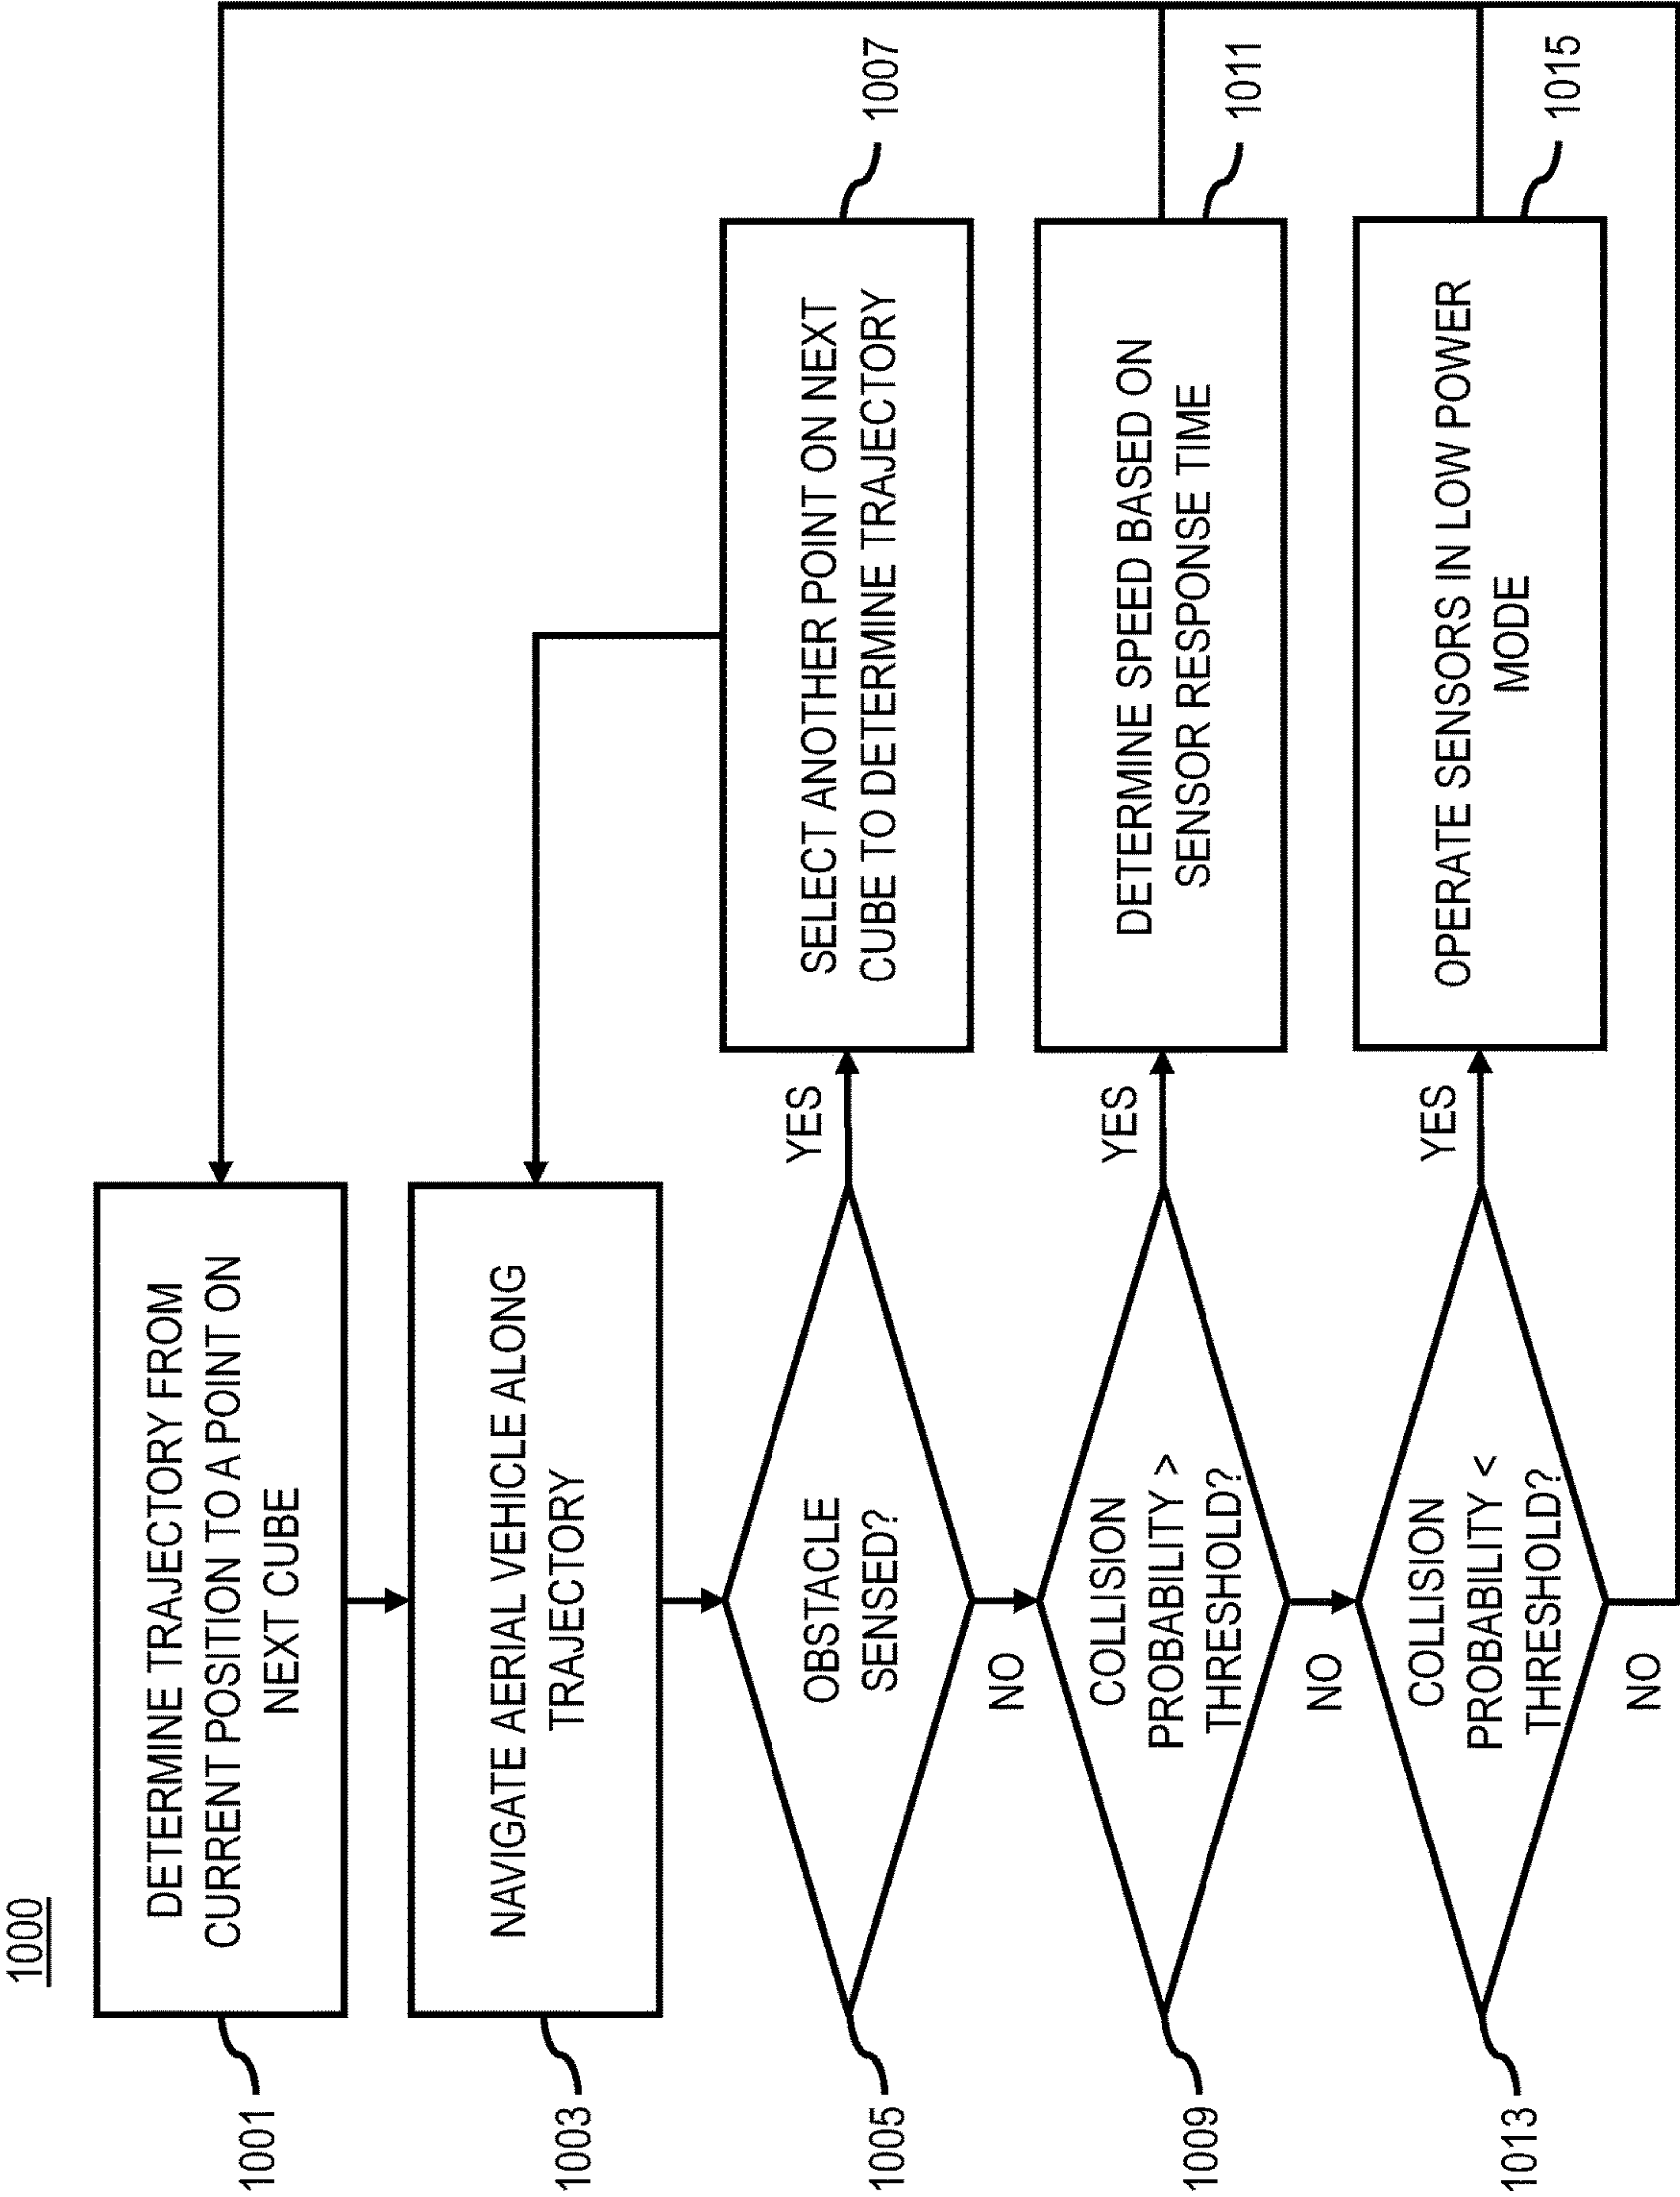 1000
1001
DETERMINE TRAJECTORY FROM
CURRENT POSITION TO A POINT ON
NEXT CUBE
1003
NAVIGATE AERIAL VEHICLE ALONG
TRAJECTORY
1005
OBSTACLE
SENSED?
YES
SELECT ANOTHER POINT ON NEXT
CUBE TO DETERMINE TRAJECTORY
1007
NO
1009
COLLISION
PROBABILITY >
THRESHOLD?
YES
DETERMINE SPEED BASED ON
SENSOR RESPONSE TIME
1011
NO
1013
COLLISION
PROBABILITY <
THRESHOLD?
YES
OPERATE SENSORS IN LOW POWER
MODE
1015
NO